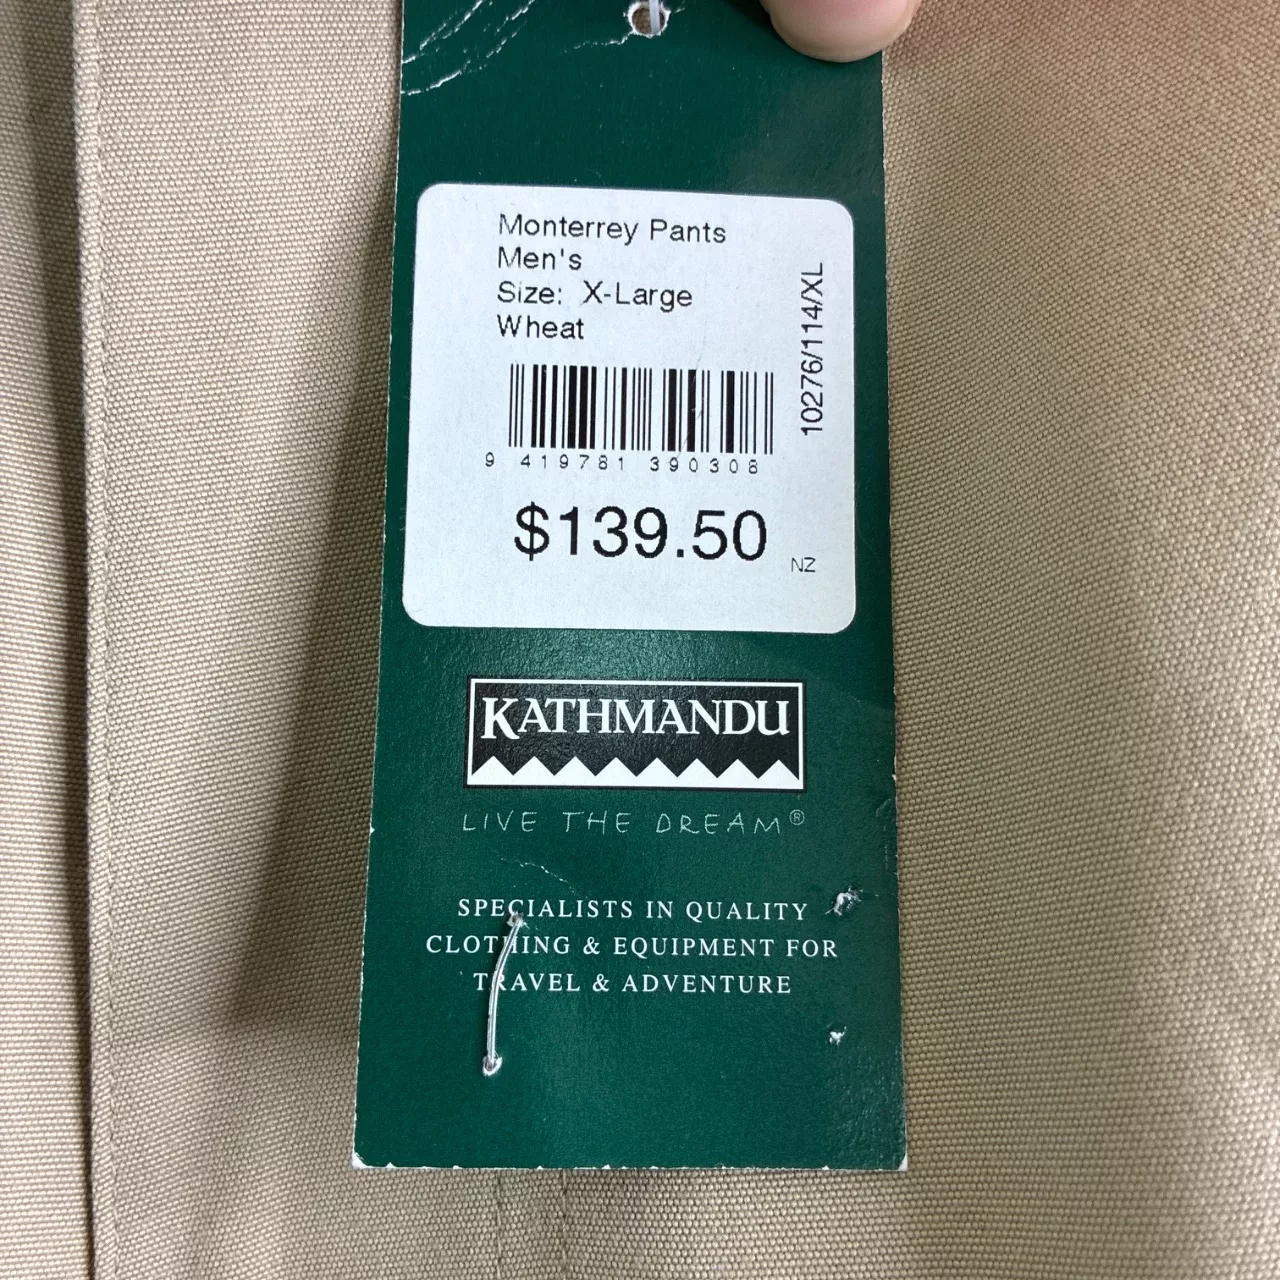 Monterrey Pants
Men's
Size: X-Large
Wheat
10276/114/XL
9 419781 390308
$139.50
NZ
KATHMANDU
LIVE THE DREAM®
SPECIALISTS IN QUALITY
CLOTHING & EQUIPMENT FOR
TRAVEL & ADVENTURE